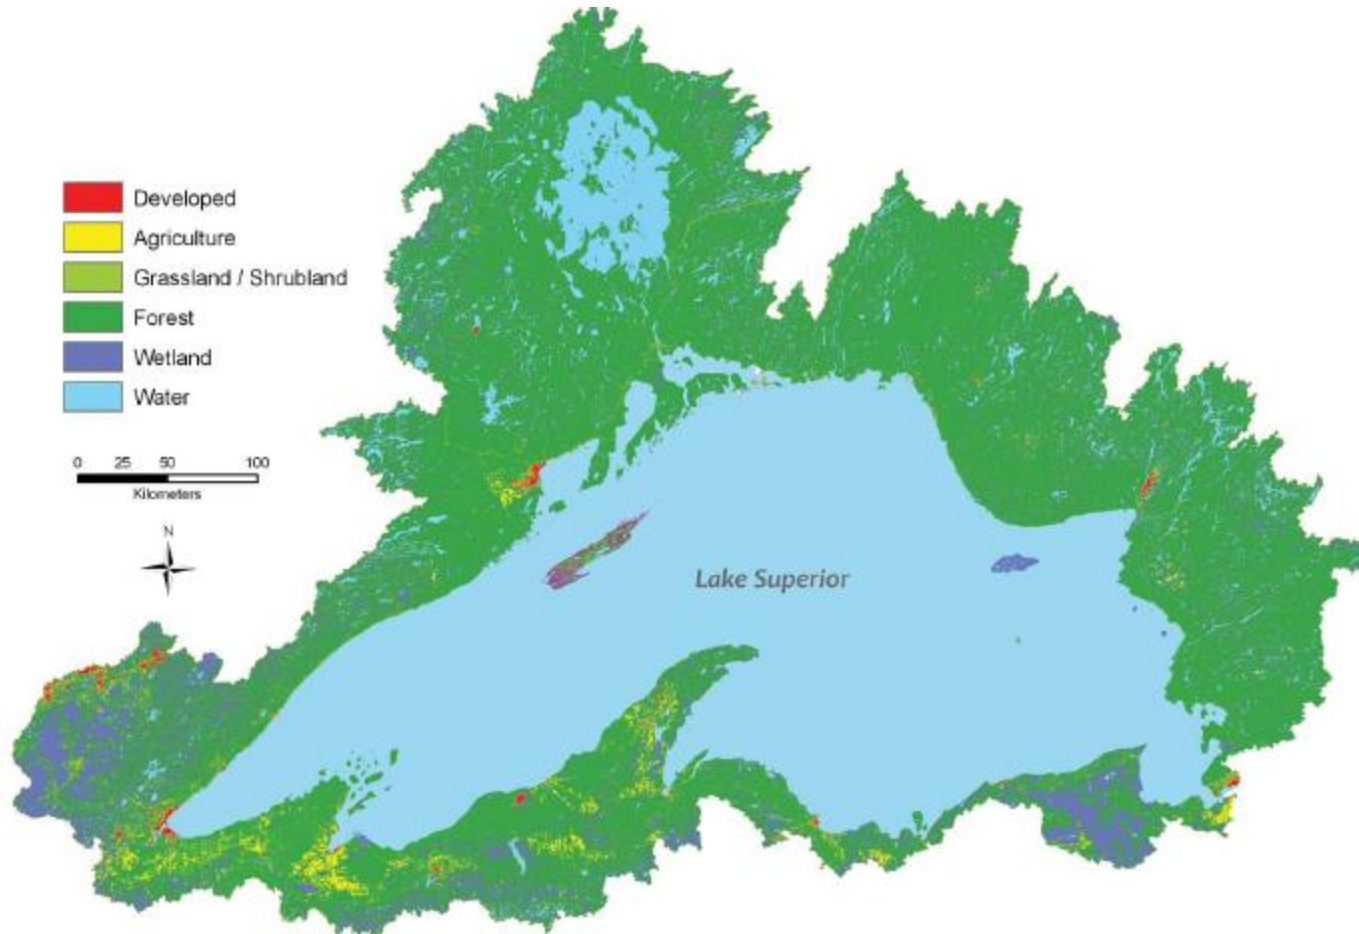 Developed
Agriculture
Grassland / Shrubland
Forest
Wetland
Water
0 25 50 100
Kilometers
N
Lake Superior